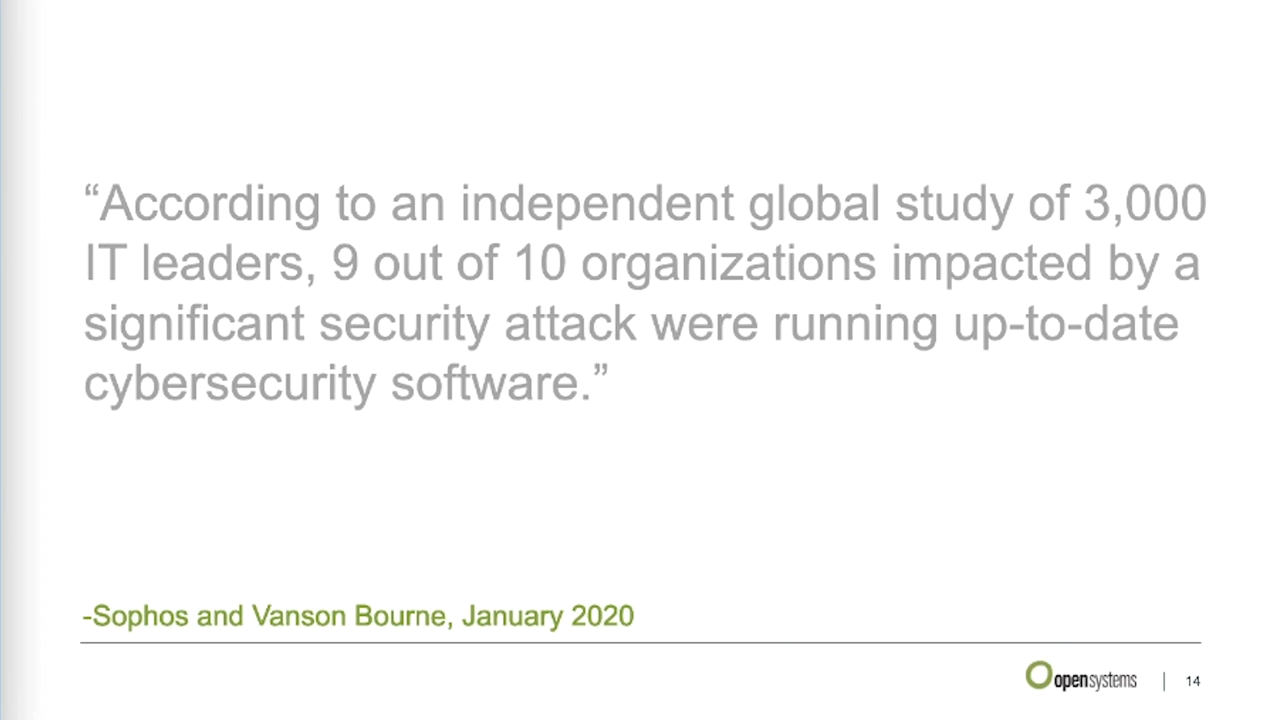 “According to an independent global study of 3,000
IT leaders, 9 out of 10 organizations impacted by a
significant security attack were running up-to-date
cybersecurity software.”
-Sophos and Vanson Bourne, January 2020
opensystems | 14